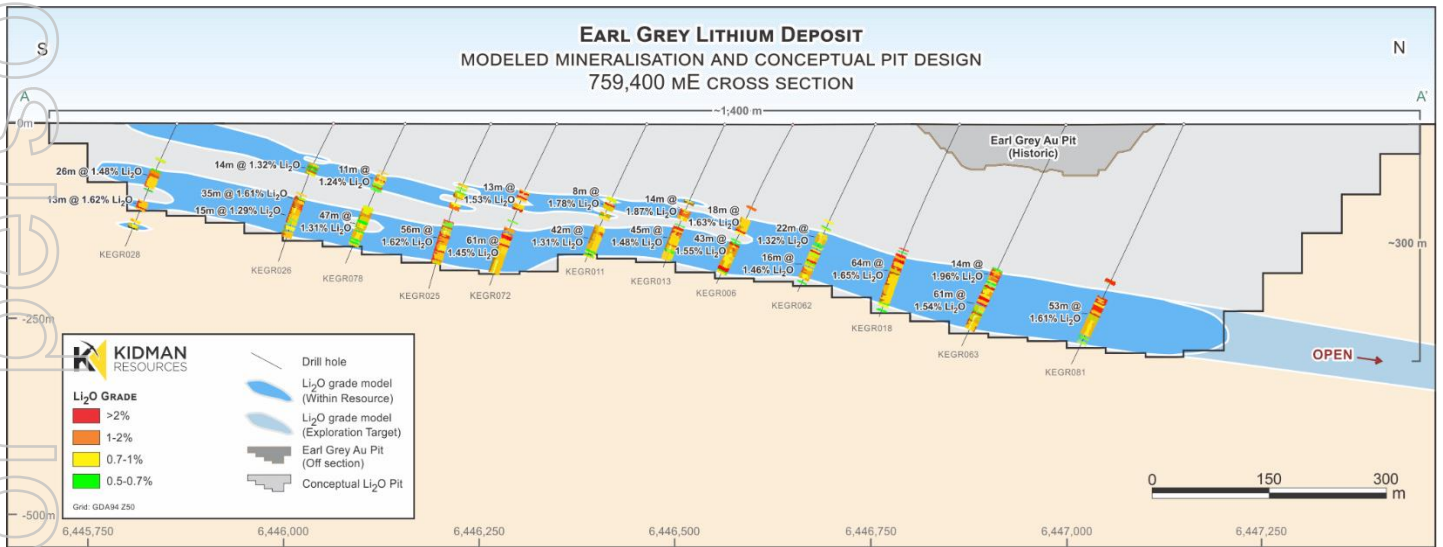 EARL GREY LITHIUM DEPOSIT
MODELED MINERALISATION AND CONCEPTUAL PIT DESIGN
759,400 mE CROSS SECTION
S
N
A
A'
~1,400 m
0m
-250m
-500m
~300 m
Earl Grey Au Pit
(Historic)
26m @ 1.48% Li₂O
13m @ 1.62% Li₂O
14m @ 1.32% Li₂O
35m @ 1.61% Li₂O
15m @ 1.29% Li₂O
11m @
1.24% Li₂O
47m @
1.31% Li₂O
56m @
1.62% Li₂O
13m @
1.53% Li₂O
61m @
1.45% Li₂O
8m @
1.78% Li₂O
42m @
1.31% Li₂O
14m @
1.87% Li₂O
45m @
1.48% Li₂O
18m @
1.63% Li₂O
43m @
1.55% Li₂O
22m @
1.32% Li₂O
16m @
1.46% Li₂O
64m @
1.65% Li₂O
14m @
1.96% Li₂O
61m @
1.54% Li₂O
53m @
1.61% Li₂O
KEGR028
KEGR026
KEGR078
KEGR025
KEGR072
KEGR011
KEGR013
KEGR006
KEGR062
KEGR018
KEGR063
KEGR081
OPEN
KIDMAN
RESOURCES
Li₂O GRADE
>2%
1-2%
0.7-1%
0.5-0.7%
Grid: GDA94 Z50
Drill hole
Li₂O grade model
(Within Resource)
Li₂O grade model
(Exploration Target)
Earl Grey Au Pit
(Off section)
Conceptual Li₂O Pit
0 150 300
m
6,445,750 6,446,000 6,446,250 6,446,500 6,446,750 6,447,000 6,447,250